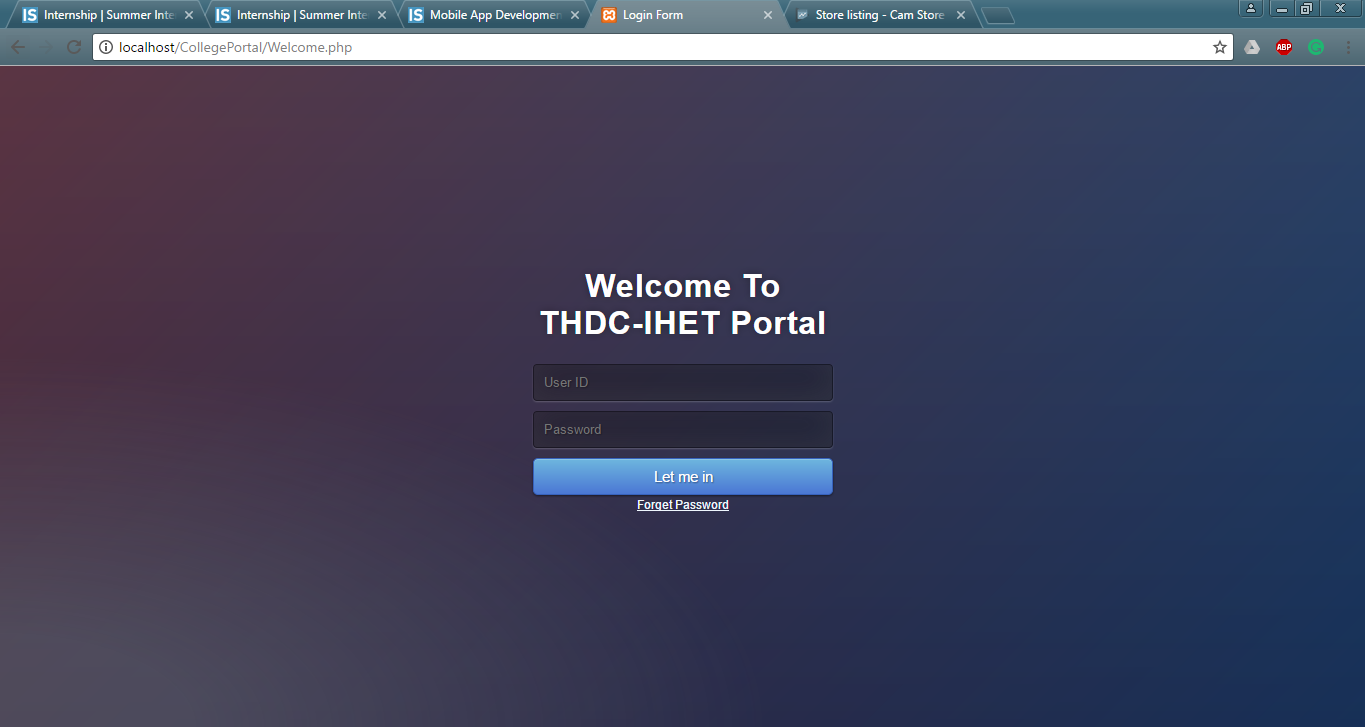 IS Internship | Summer Inte
IS Internship | Summer Inte
IS Mobile App Developmen
Login Form
Store listing - Cam Store
localhost/CollegePortal/Welcome.php
ABP
Welcome To
THDC-IHET Portal
User ID
Password
Let me in
Forget Password